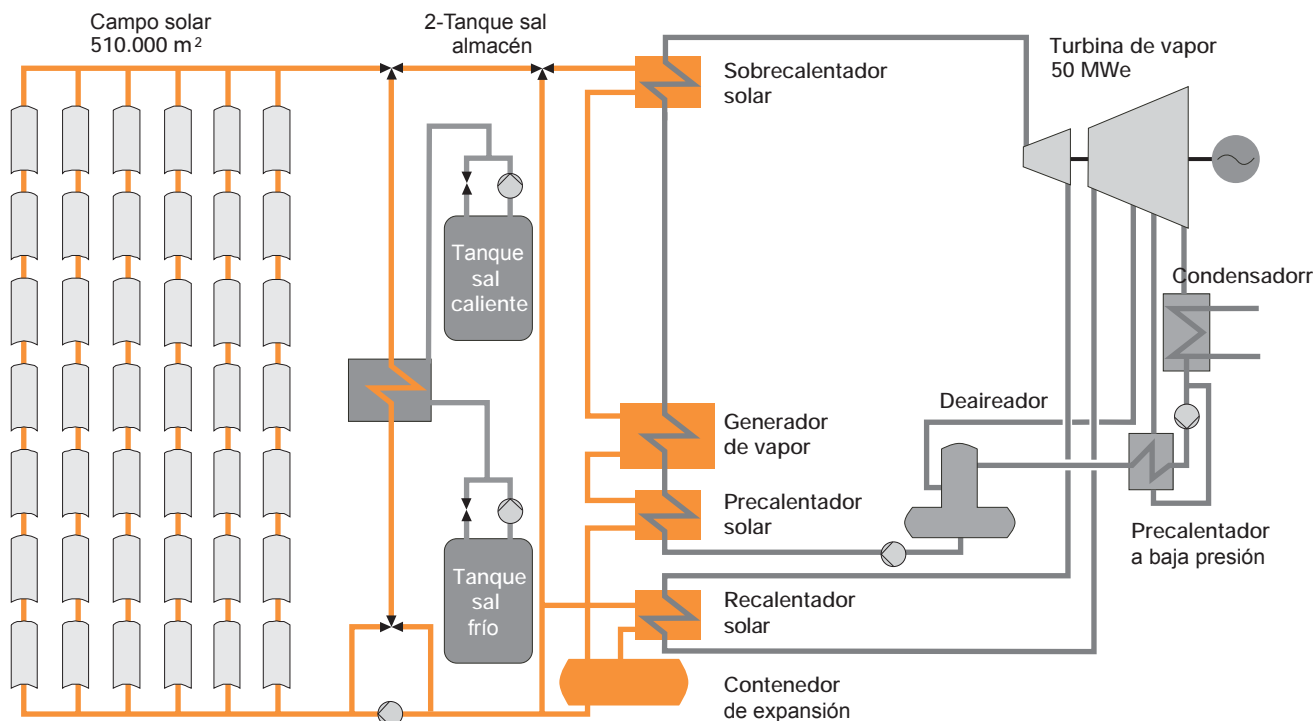 Campo solar
510.000 m²
2-Tanque sal
almacén
Sobrecalentador
solar
Turbina de vapor
50 MWe
Tanque
sal
caliente
Condensadorr
Generador
de vapor
Deaireador
Precalentador
solar
Precalentador
a baja presión
Tanque
sal
frío
Recalentador
solar
Contenedor
de expansión